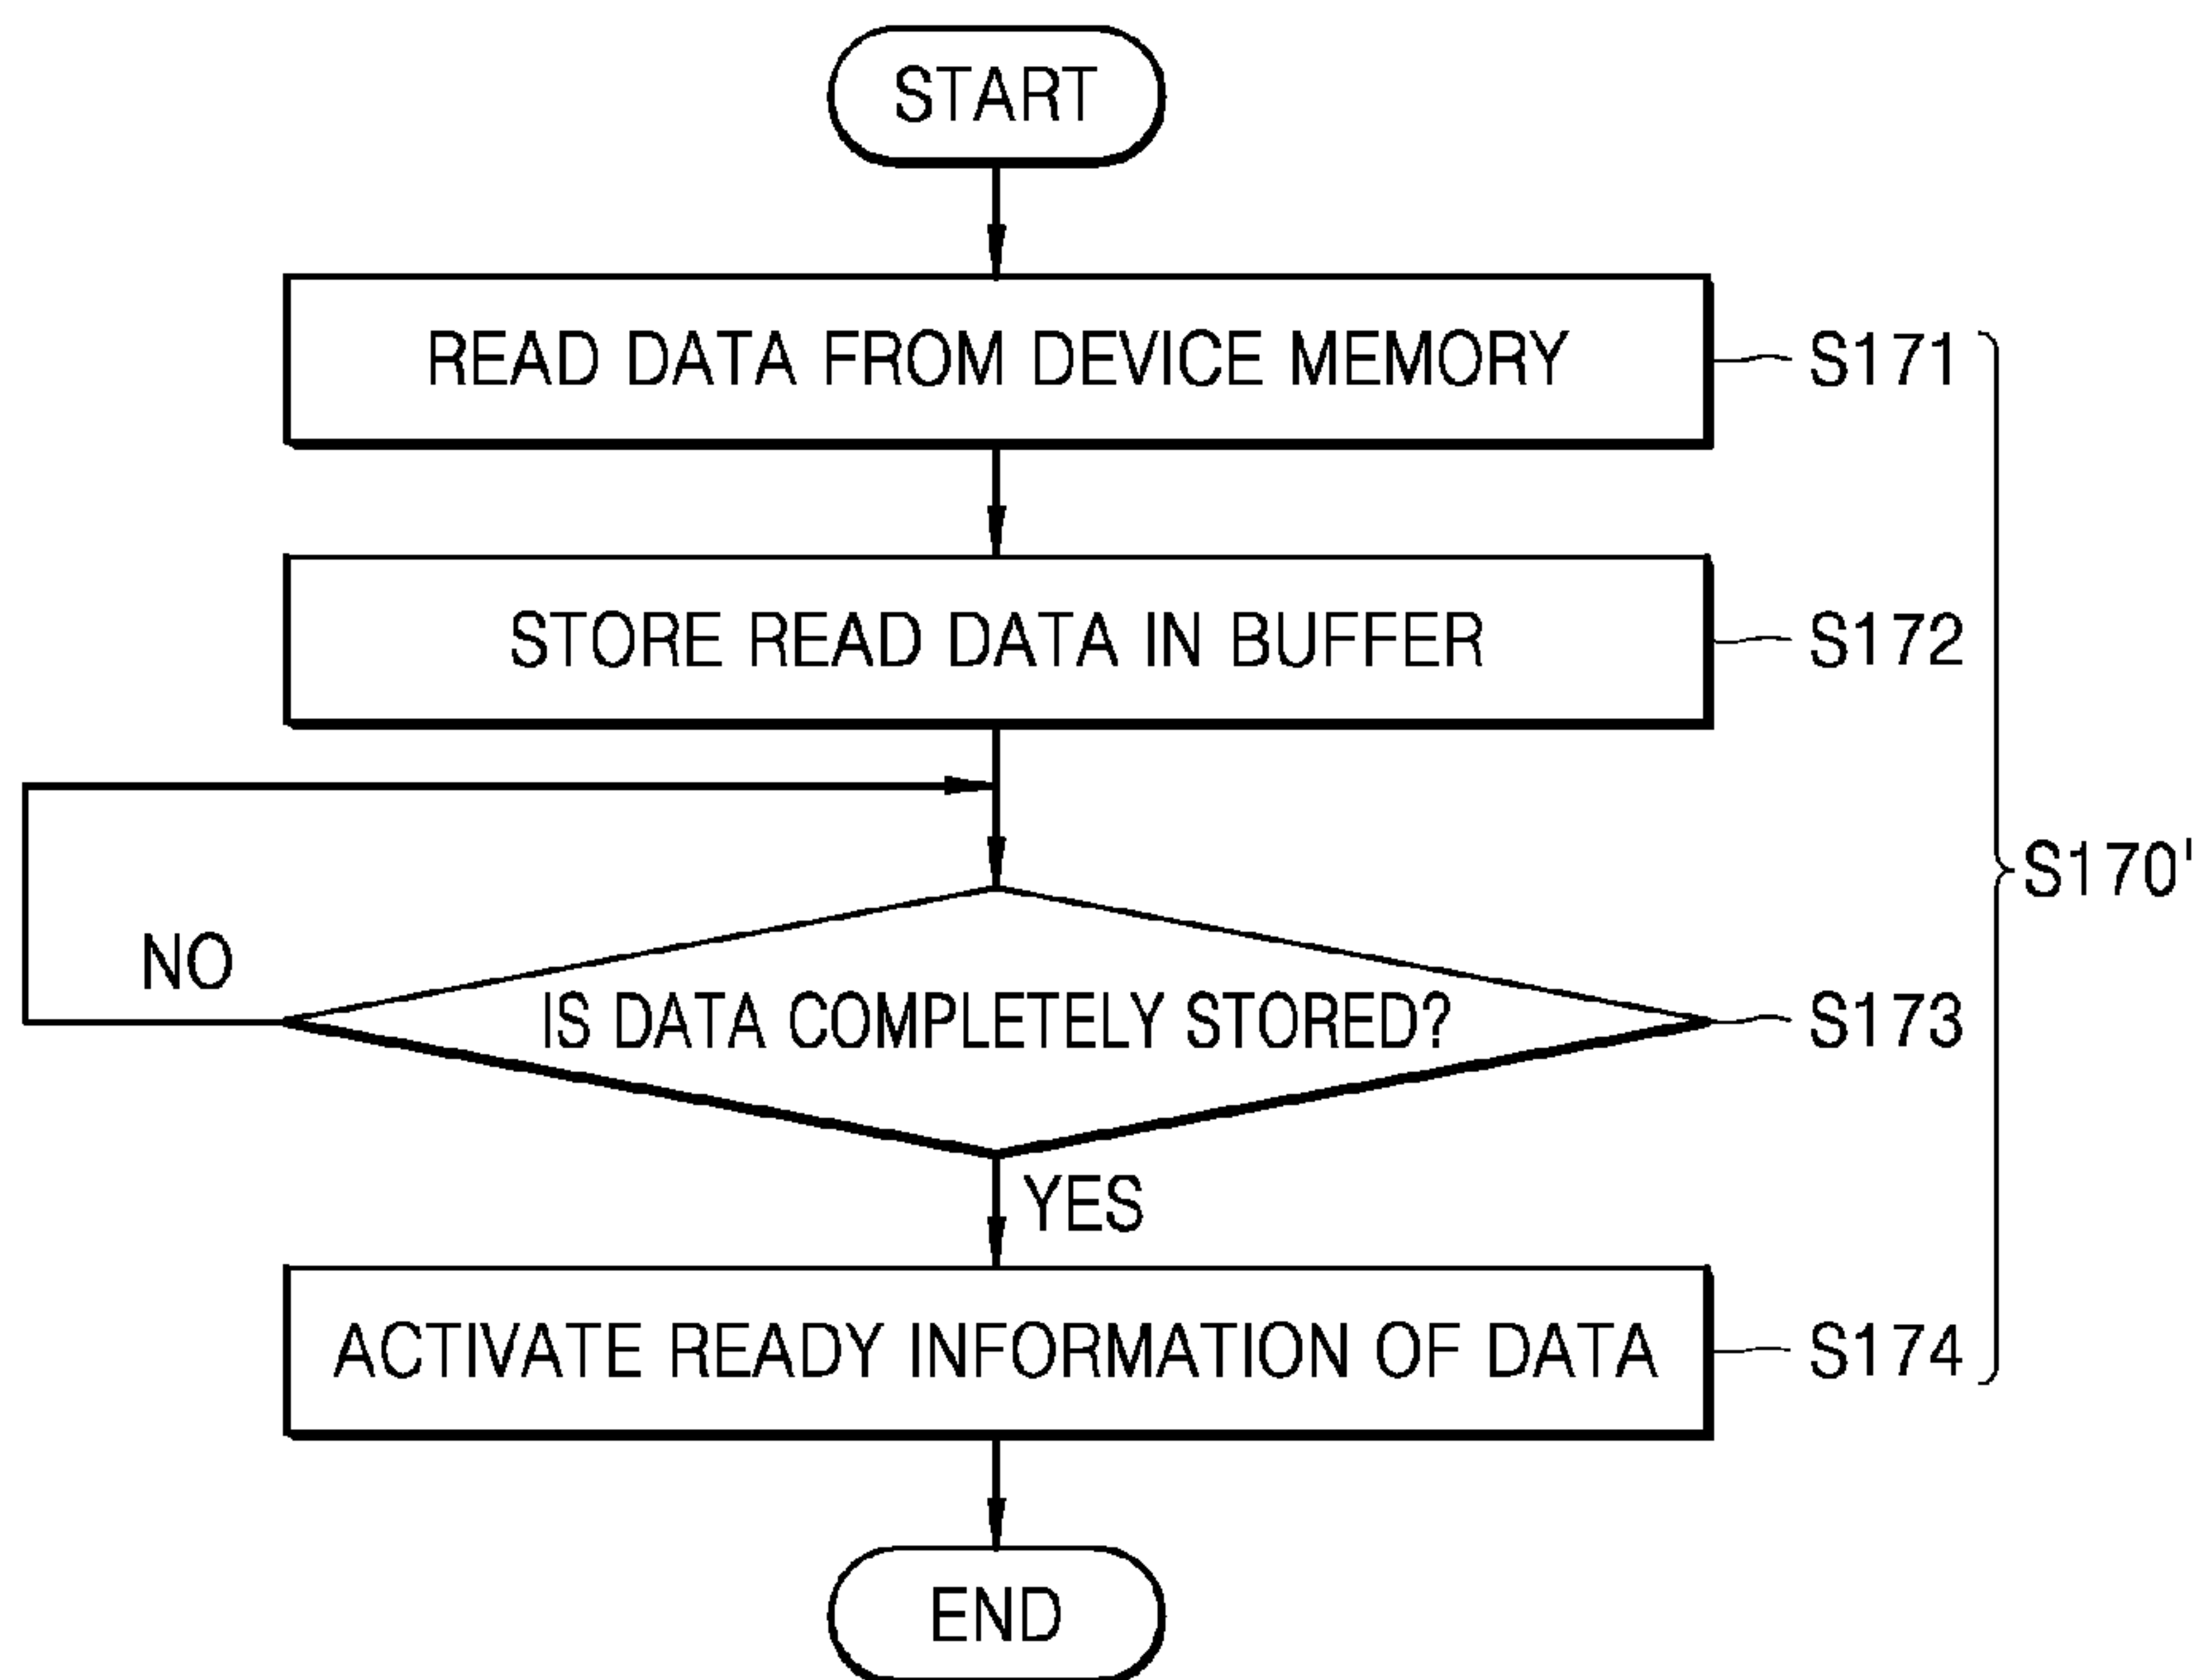 START
READ DATA FROM DEVICE MEMORY
S171
STORE READ DATA IN BUFFER
S172
S170'
NO
IS DATA COMPLETELY STORED?
S173
YES
ACTIVATE READY INFORMATION OF DATA
S174
END